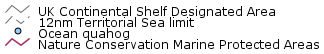 UK Continental Shelf Designated Area
12nm Territorial Sea limit
Ocean quahog
Nature Conservation Marine Protected Areas